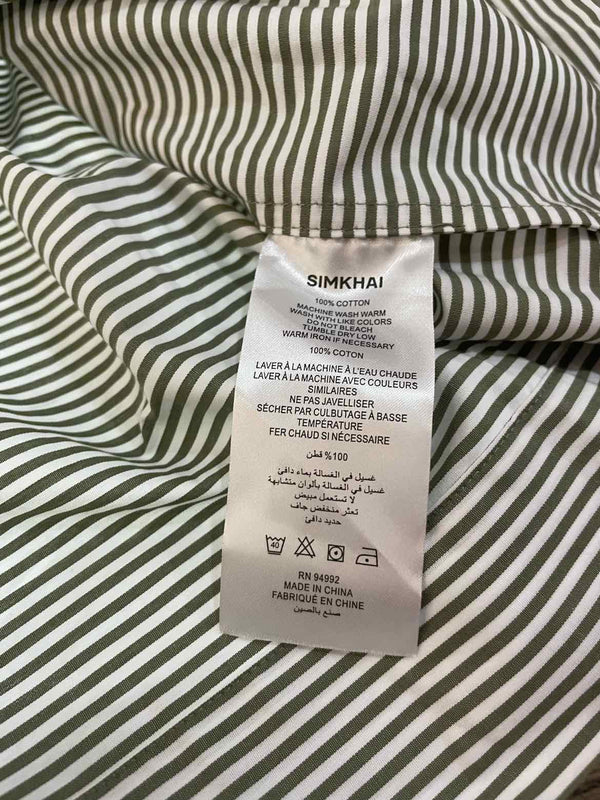 SIMKHAI
100% COTTON
MACHINE WASH WARM
WASH WITH LIKE COLORS
DO NOT BLEACH
TUMBLE DRY LOW
WARM IRON IF NECESSARY
100% COTON
LAVER À LA MACHINE À L'EAU CHAUDE
LAVER À LA MACHINE AVEC COULEURS
SIMILAIRES
NE PAS JAVELLISER
SÉCHER PAR CULBUTAGE À BASSE
TEMPÉRATURE
FER CHAUD SI NÉCESSAIRE
100% قطن
غسيل في الغسالة بماء دافئ
غسيل في الغسالة بألوان متشابهة
لا تستعمل مبيض
تعثر منخفض جاف
حديد دافئ
40
RN 94992
MADE IN CHINA
FABRIQUÉ EN CHINE
صنع بالصين